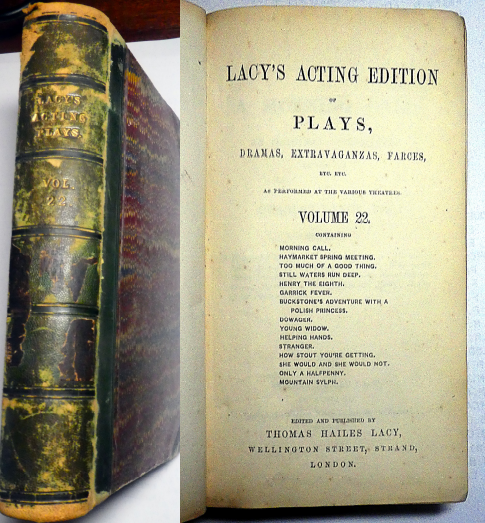 LACY'S
ACTING
PLAYS.
VOL.
22
LACY'S ACTING EDITION
OF
PLAYS,
DRAMAS, EXTRAVAGANZAS, FARCES,
ETC. ETC.
AS PERFORMED AT THE VARIOUS THEATRES.
VOLUME 22.
CONTAINING
MORNING CALL.
HAYMARKET SPRING MEETING.
TOO MUCH OF A GOOD THING.
STILL WATERS RUN DEEP.
HENRY THE EIGHTH.
GARRICK FEVER.
BUCKSTONE'S ADVENTURE WITH A
POLISH PRINCESS.
DOWAGER.
YOUNG WIDOW.
HELPING HANDS.
STRANGER.
HOW STOUT YOU'RE GETTING.
SHE WOULD AND SHE WOULD NOT.
ONLY A HALFPENNY.
MOUNTAIN SYLPH.
EDITED AND PUBLISHED BY
THOMAS HAILES LACY,
WELLINGTON STREET, STRAND,
LONDON.